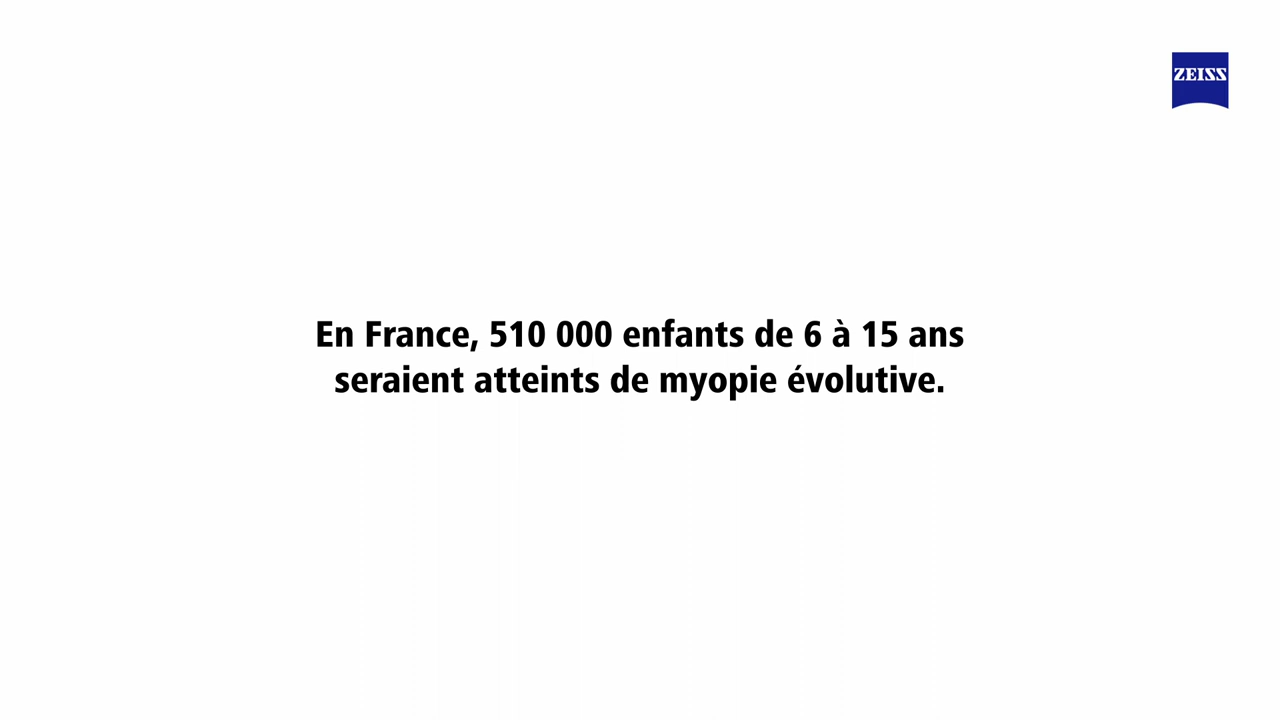 ZEISS
En France, 510 000 enfants de 6 à 15 ans
seraient atteints de myopie évolutive.